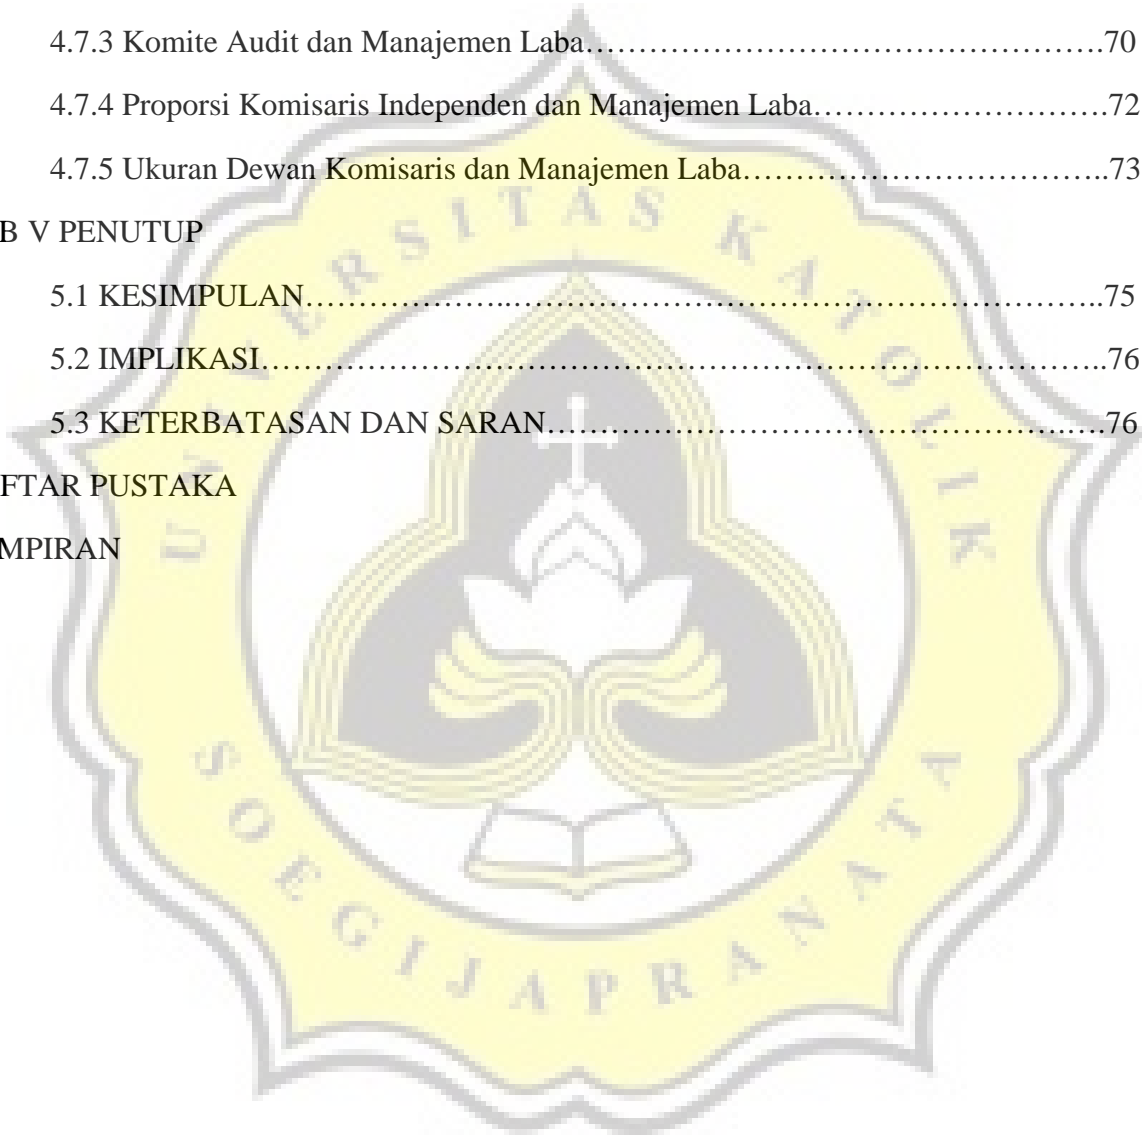 4.7.3 Komite Audit dan Manajemen Laba……………………………………….70
4.7.4 Proporsi Komisaris Independen dan Manajemen Laba…………………….72
4.7.5 Ukuran Dewan Komisaris dan Manajemen Laba…………………………..73
B V PENUTUP
5.1 KESIMPULAN……………...…………………………………………..75
5.2 IMPLIKASI………………………………………………………………..76
5.3 KETERBATASAN DAN SARAN………………………………………….76
FTAR PUSTAKA
MPIRAN
UNIVERSITAS KATOLIK
SOEGIJAPRANATA